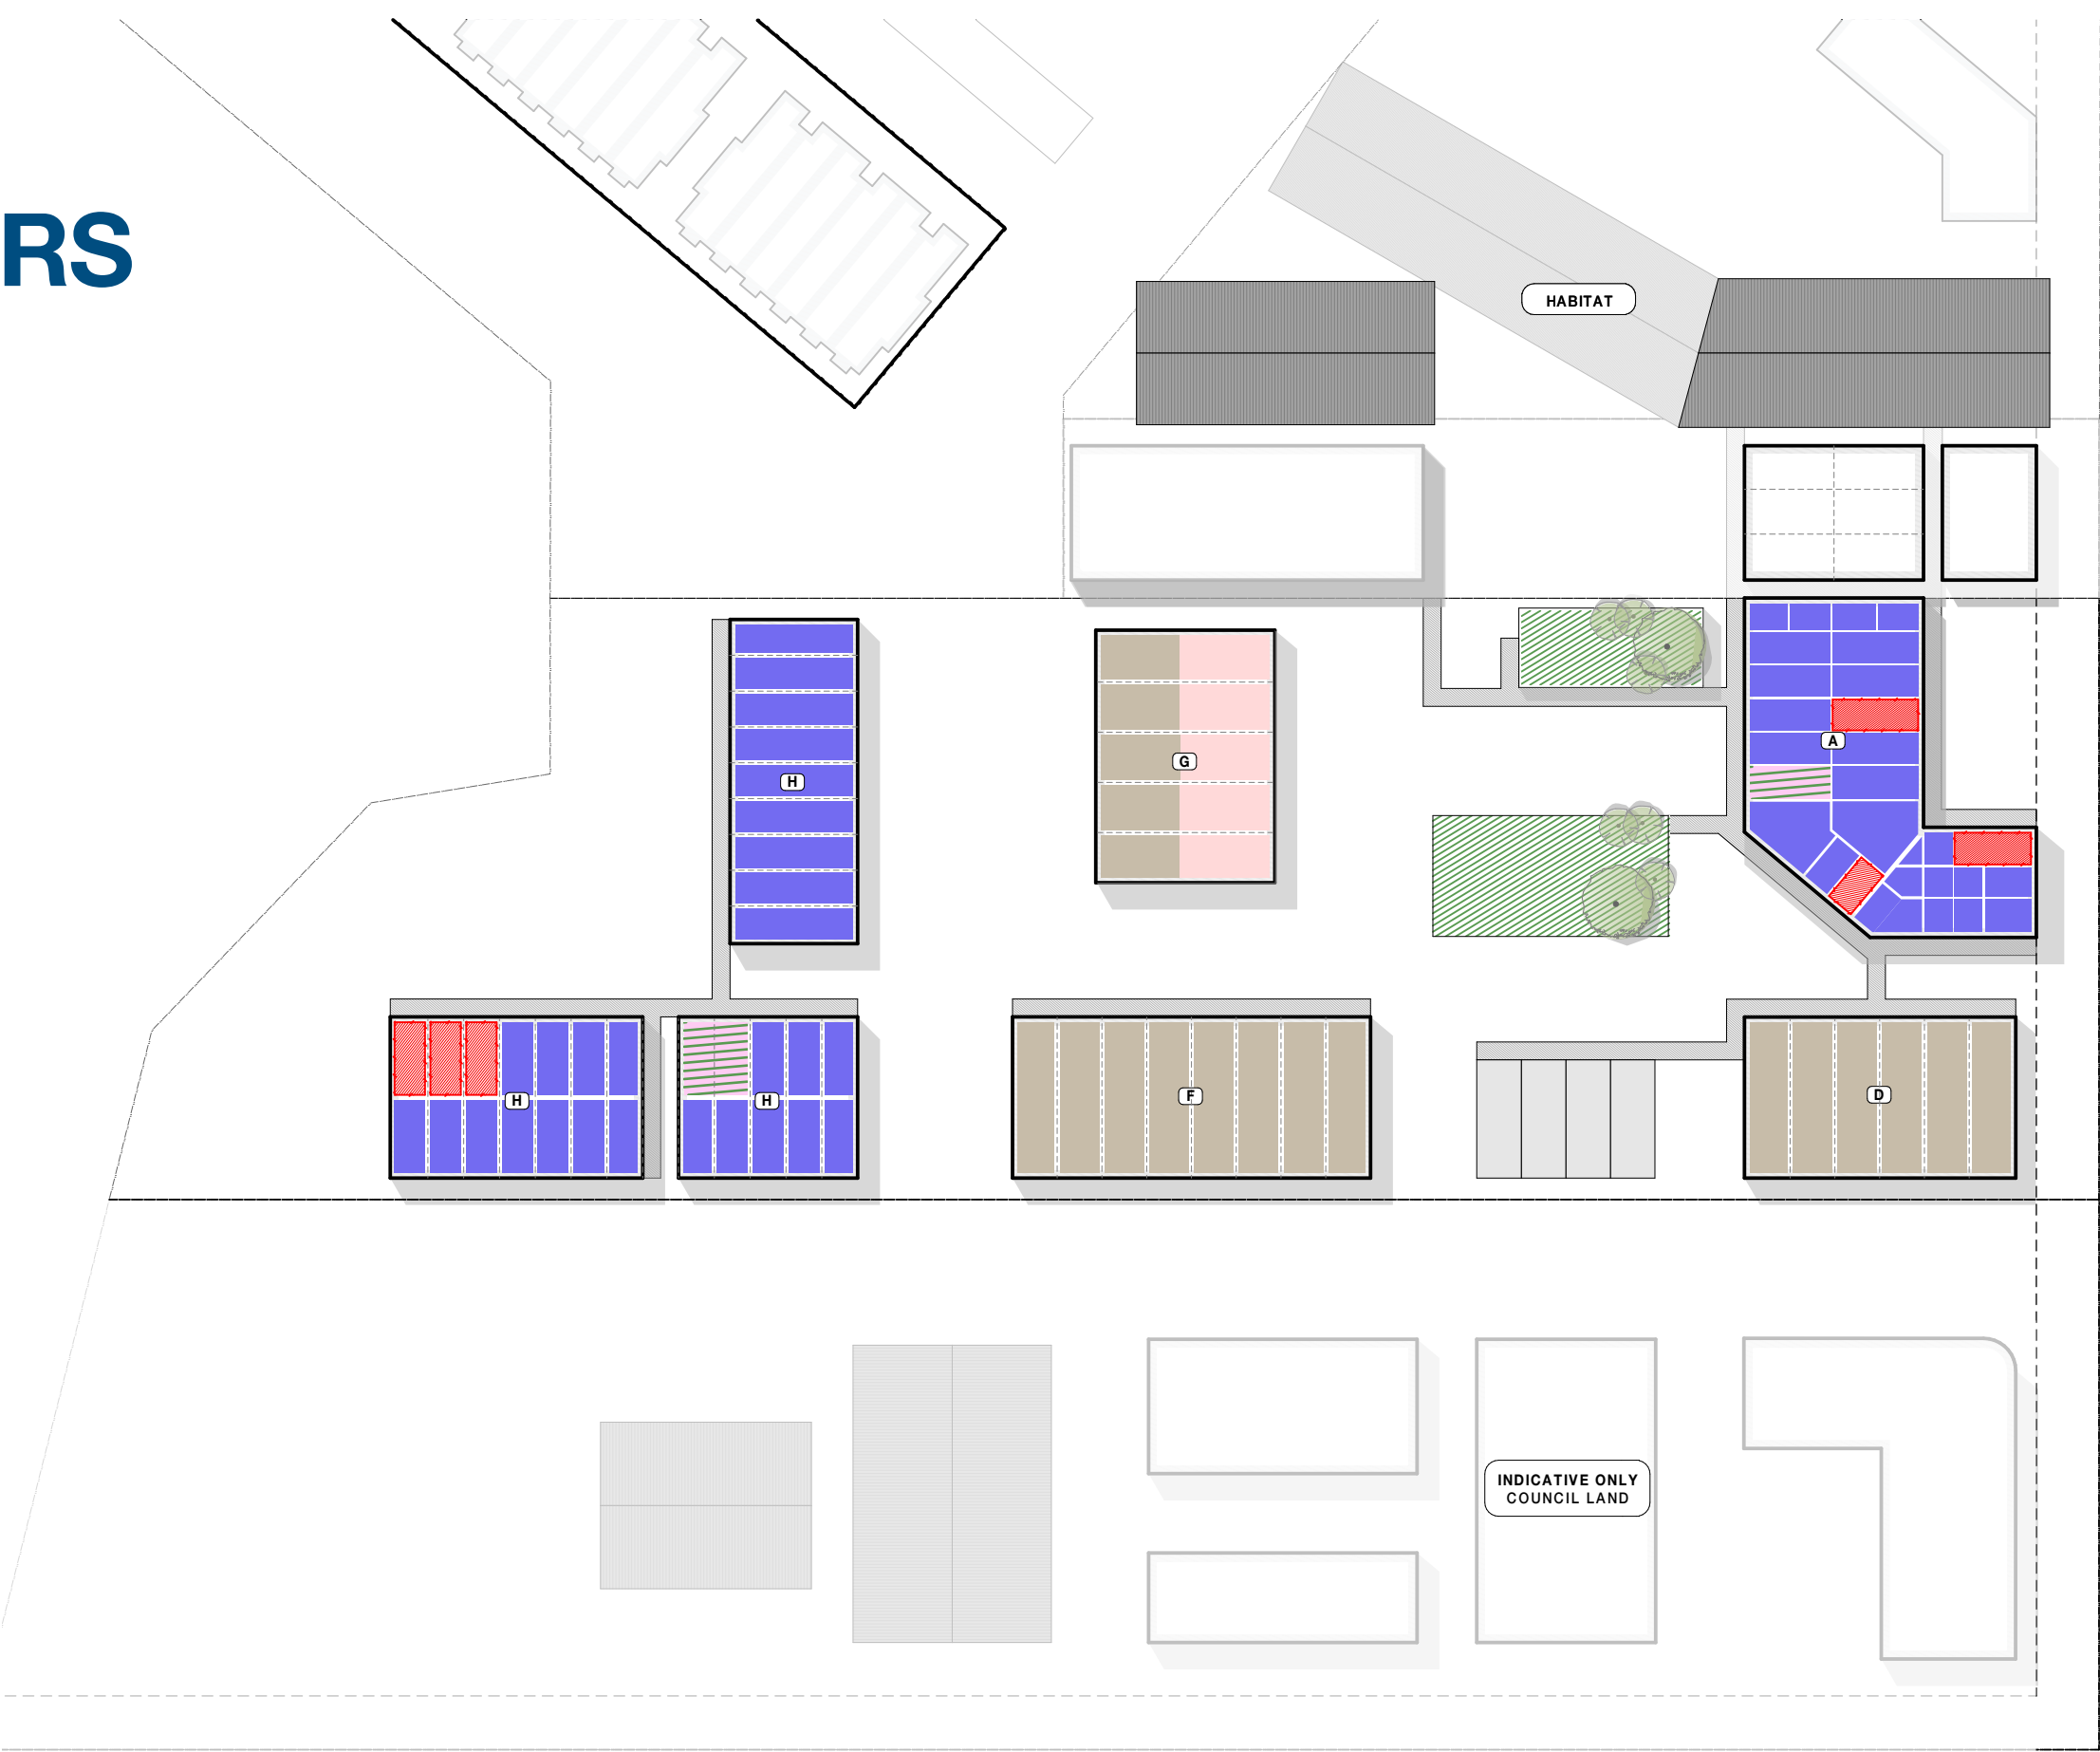 RS
HABITAT
A
G
H
F
D
H
H
INDICATIVE ONLY
COUNCIL LAND